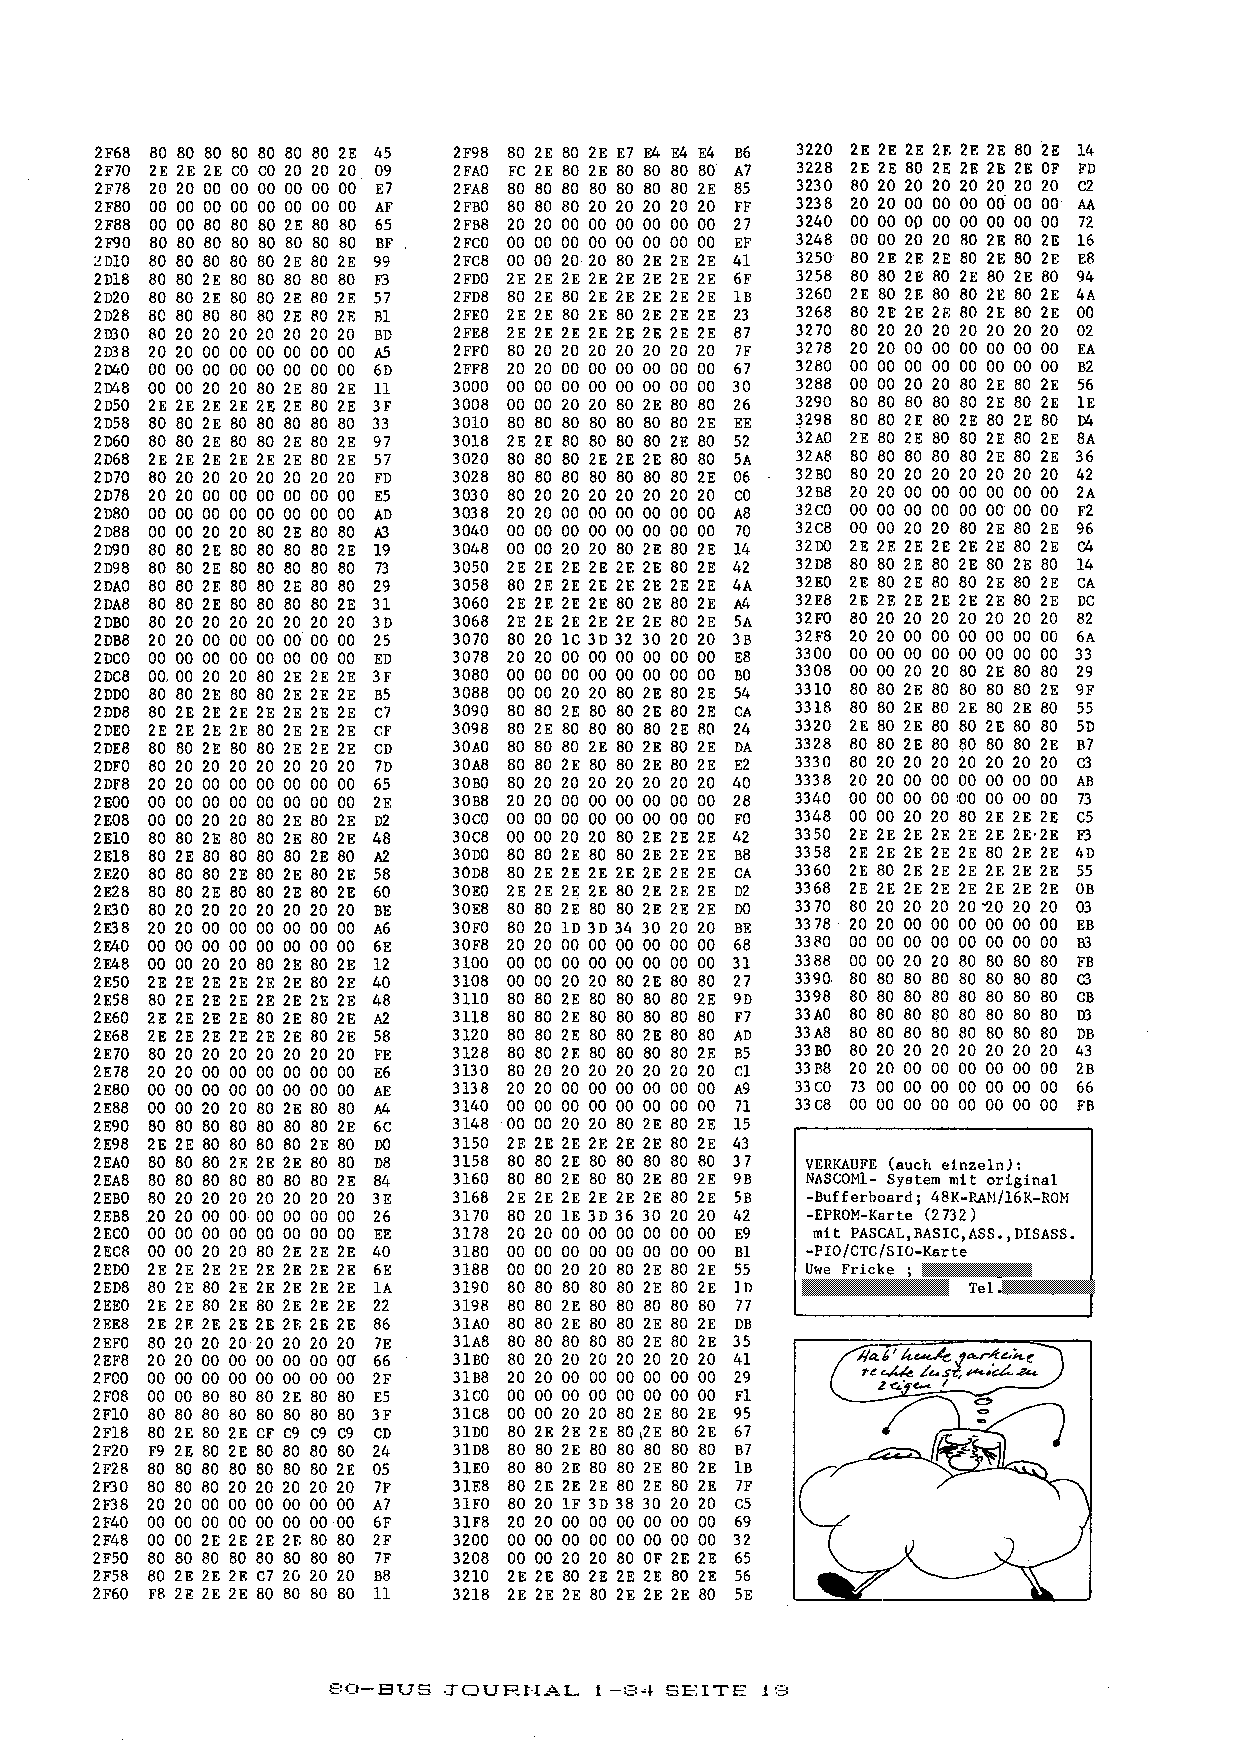 2F68 80 80 80 80 80 80 80 2E 45
2F70 2E 2E 2E C0 C0 20 20 20 09
2F78 20 20 00 00 00 00 00 00 E7
2F80 00 00 00 00 00 00 00 00 AF
2F88 00 00 80 80 80 2E 80 80 65
2F90 80 80 80 80 80 80 80 80 BF
2D10 80 80 80 80 80 2E 80 2E 99
2D18 80 80 2E 80 80 80 80 80 F3
2D20 80 80 2E 80 80 2E 80 2E 57
2D28 80 80 80 80 80 2E 80 2E B1
2D30 80 20 20 20 20 20 20 20 BD
2D38 20 20 00 00 00 00 00 00 A5
2D40 00 00 00 00 00 00 00 00 6D
2D48 00 00 20 20 80 2E 80 2E 11
2D50 2E 2E 2E 2E 2E 2E 80 2E 3F
2D58 80 80 2E 80 80 80 80 80 33
2D60 80 80 2E 80 80 2E 80 2E 97
2D68 2E 2E 2E 2E 2E 2E 80 2E 57
2D70 80 20 20 20 20 20 20 20 FD
2D78 20 20 00 00 00 00 00 00 E5
2D80 00 00 00 00 00 00 00 00 AD
2D88 00 00 20 20 80 2E 80 80 A3
2D90 80 80 2E 80 80 80 80 2E 19
2D98 80 80 2E 80 80 80 80 80 73
2DA0 80 80 2E 80 80 2E 80 80 29
2DA8 80 80 2E 80 80 80 80 2E 31
2DB0 80 20 20 20 20 20 20 20 3D
2DB8 20 20 00 00 00 00 00 00 25
2DC0 00 00 00 00 00 00 00 00 ED
2DC8 00 00 20 20 80 2E 2E 2E 3F
2DD0 80 80 2E 80 80 2E 2E 2E B5
2DD8 80 2E 2E 2E 2E 2E 2E 2E C7
2DE0 2E 2E 2E 2E 80 2E 2E 2E CF
2DE8 80 80 2E 80 80 2E 2E 2E CD
2DF0 80 20 20 20 20 20 20 20 7D
2DF8 20 20 00 00 00 00 00 00 65
2E00 00 00 00 00 00 00 00 00 2E
2E08 00 00 20 20 80 2E 80 2E D2
2E10 80 80 2E 80 80 2E 80 2E 48
2E18 80 2E 80 80 80 80 2E 80 A2
2E20 80 80 80 2E 80 2E 80 2E 58
2E28 80 80 2E 80 80 2E 80 2E 60
2E30 80 20 20 20 20 20 20 20 BE
2E38 20 20 00 00 00 00 00 00 A6
2E40 00 00 00 00 00 00 00 00 6E
2E48 00 00 20 20 80 2E 80 2E 12
2E50 2E 2E 2E 2E 2E 2E 80 2E 40
2E58 80 2E 2E 2E 2E 2E 2E 2E 48
2E60 2E 2E 2E 2E 80 2E 80 2E A2
2E68 2E 2E 2E 2E 2E 2E 80 2E 58
2E70 80 20 20 20 20 20 20 20 FE
2E78 20 20 00 00 00 00 00 00 E6
2E80 00 00 00 00 00 00 00 00 AE
2E88 00 00 20 20 80 2E 80 80 A4
2E90 80 80 80 80 80 80 80 2E 6C
2E98 2E 2E 80 80 80 80 2E 80 D0
2EA0 80 80 80 2E 2E 2E 80 80 D8
2EA8 80 80 80 80 80 80 80 2E 84
2EB0 80 20 20 20 20 20 20 20 3E
2EB8 20 20 00 00 00 00 00 00 26
2EC0 00 00 00 00 00 00 00 00 EE
2EC8 00 00 20 20 80 2E 2E 2E 40
2ED0 2E 2E 2E 2E 2E 2E 2E 2E 6E
2ED8 80 2E 80 2E 2E 2E 2E 2E 1A
2EE0 2E 2E 80 2E 80 2E 2E 2E 22
2EE8 2E 2E 2E 2E 2E 2E 2E 2E 86
2EF0 80 20 20 20 20 20 20 20 7E
2EF8 20 20 00 00 00 00 00 00 66
2F00 00 00 00 00 00 00 00 00 2F
2F08 00 00 80 80 80 2E 80 80 E5
2F10 80 80 80 80 80 80 80 80 3F
2F18 80 2E 80 2E CF C9 C9 C9 CD
2F20 F9 2E 80 2E 80 80 80 80 24
2F28 80 80 80 80 80 80 80 2E 05
2F30 80 80 80 20 20 20 20 20 7F
2F38 20 20 00 00 00 00 00 00 A7
2F40 00 00 00 00 00 00 00 00 6F
2F48 00 00 2E 2E 2E 2E 80 80 2F
2F50 80 80 80 80 80 80 80 80 7F
2F58 80 2E 2E 2E C7 20 20 20 B8
2F60 F8 2E 2E 2E 80 80 80 80 11
2F98 80 2E 80 2E E7 E4 E4 E4 B6
2FA0 FC 2E 80 2E 80 80 80 80 A7
2FA8 80 80 80 80 80 80 80 2E 85
2FB0 80 80 80 20 20 20 20 20 FF
2FB8 20 20 00 00 00 00 00 00 27
2FC0 00 00 00 00 00 00 00 00 EF
2FC8 00 00 20 20 80 2E 2E 2E 41
2FD0 2E 2E 2E 2E 2E 2E 2E 2E 6F
2FD8 80 2E 80 2E 2E 2E 2E 2E 1B
2FE0 2E 2E 80 2E 80 2E 2E 2E 23
2FE8 2E 2E 2E 2E 2E 2E 2E 2E 87
2FF0 80 20 20 20 20 20 20 20 7F
2FF8 20 20 00 00 00 00 00 00 67
3000 00 00 00 00 00 00 00 00 30
3008 00 00 20 20 80 2E 80 80 26
3010 80 80 80 80 80 80 80 2E EE
3018 2E 2E 80 80 80 80 2E 80 52
3020 80 80 80 2E 2E 2E 80 80 5A
3028 80 80 80 80 80 80 80 2E 06
3030 80 20 20 20 20 20 20 20 C0
3038 20 20 00 00 00 00 00 00 A8
3040 00 00 00 00 00 00 00 00 70
3048 00 00 20 20 80 2E 80 2E 14
3050 2E 2E 2E 2E 2E 2E 80 2E 42
3058 80 2E 2E 2E 2E 2E 2E 2E 4A
3060 2E 2E 2E 2E 80 2E 80 2E A4
3068 2E 2E 2E 2E 2E 2E 80 2E 5A
3070 80 20 1C 3D 32 30 20 20 3B
3078 20 20 00 00 00 00 00 00 E8
3080 00 00 00 00 00 00 00 00 B0
3088 00 00 20 20 80 2E 80 2E 54
3090 80 80 2E 80 80 2E 80 2E CA
3098 80 2E 80 80 80 80 2E 80 24
30A0 80 80 80 2E 80 2E 80 2E DA
30A8 80 80 2E 80 80 2E 80 2E E2
30B0 80 20 20 20 20 20 20 20 40
30B8 20 20 00 00 00 00 00 00 28
30C0 00 00 00 00 00 00 00 00 F0
30C8 00 00 20 20 80 2E 2E 2E 42
30D0 80 80 2E 80 80 2E 2E 2E B8
30D8 80 2E 2E 2E 2E 2E 2E 2E CA
30E0 2E 2E 2E 2E 80 2E 2E 2E D2
30E8 80 80 2E 80 80 2E 2E 2E D0
30F0 80 20 1D 3D 34 30 20 20 BE
30F8 20 20 00 00 00 00 00 00 68
3100 00 00 00 00 00 00 00 00 31
3108 00 00 20 20 80 2E 80 80 27
3110 80 80 2E 80 80 80 80 2E 9D
3118 80 80 2E 80 80 80 80 80 F7
3120 80 80 2E 80 80 2E 80 80 AD
3128 80 80 2E 80 80 80 80 2E B5
3130 80 20 20 20 20 20 20 20 C1
3138 20 20 00 00 00 00 00 00 A9
3140 00 00 00 00 00 00 00 00 71
3148 00 00 20 20 80 2E 80 2E 15
3150 2E 2E 2E 2E 2E 2E 80 2E 43
3158 80 80 2E 80 80 80 80 80 37
3160 80 80 2E 80 80 2E 80 2E 9B
3168 2E 2E 2E 2E 2E 2E 80 2E 5B
3170 80 20 1E 3D 36 30 20 20 42
3178 20 20 00 00 00 00 00 00 E9
3180 00 00 00 00 00 00 00 00 B1
3188 00 00 20 20 80 2E 80 2E 55
3190 80 80 80 80 80 2E 80 2E 1D
3198 80 80 2E 80 80 80 80 80 77
31A0 80 80 2E 80 80 2E 80 2E DB
31A8 80 80 80 80 80 2E 80 2E 35
31B0 80 20 20 20 20 20 20 20 41
31B8 20 20 00 00 00 00 00 00 29
31C0 00 00 00 00 00 00 00 00 F1
31C8 00 00 20 20 80 2E 80 2E 95
31D0 80 2E 2E 2E 80 2E 80 2E 67
31D8 80 80 2E 80 80 80 80 80 B7
31E0 80 80 2E 80 80 2E 80 2E 1B
31E8 80 2E 2E 2E 80 2E 80 2E 7F
31F0 80 20 1F 3D 38 30 20 20 C5
31F8 20 20 00 00 00 00 00 00 69
3200 00 00 00 00 00 00 00 00 32
3208 00 00 20 20 80 0F 2E 2E 65
3210 2E 2E 80 2E 2E 2E 80 2E 56
3218 2E 2E 2E 80 2E 2E 2E 80 5E
3220 2E 2E 2E 2E 2E 2E 80 2E 14
3228 2E 2E 80 2E 2E 2E 2E 0F FD
3230 80 20 20 20 20 20 20 20 C2
3238 20 20 00 00 00 00 00 00 AA
3240 00 00 00 00 00 00 00 00 72
3248 00 00 20 20 80 2E 80 2E 16
3250 80 2E 2E 2E 80 2E 80 2E E8
3258 80 80 2E 80 2E 80 2E 80 94
3260 2E 80 2E 80 80 2E 80 2E 4A
3268 80 2E 2E 2E 80 2E 80 2E 00
3270 80 20 20 20 20 20 20 20 02
3278 20 20 00 00 00 00 00 00 EA
3280 00 00 00 00 00 00 00 00 B2
3288 00 00 20 20 80 2E 80 2E 56
3290 80 80 80 80 80 2E 80 2E 1E
3298 80 80 2E 80 2E 80 2E 80 D4
32A0 2E 80 2E 80 80 2E 80 2E 8A
32A8 80 80 80 80 80 2E 80 2E 36
32B0 80 20 20 20 20 20 20 20 42
32B8 20 20 00 00 00 00 00 00 2A
32C0 00 00 00 00 00 00 00 00 F2
32C8 00 00 20 20 80 2E 80 2E 96
32D0 2E 2E 2E 2E 2E 2E 80 2E C4
32D8 80 80 2E 80 2E 80 2E 80 14
32E0 2E 80 2E 80 80 2E 80 2E CA
32E8 2E 2E 2E 2E 2E 2E 80 2E DC
32F0 80 20 20 20 20 20 20 20 82
32F8 20 20 00 00 00 00 00 00 6A
3300 00 00 00 00 00 00 00 00 33
3308 00 00 20 20 80 2E 80 80 29
3310 80 80 2E 80 80 80 80 2E 9F
3318 80 80 2E 80 2E 80 2E 80 55
3320 2E 80 2E 80 80 2E 80 80 5D
3328 80 80 2E 80 80 80 80 2E B7
3330 80 20 20 20 20 20 20 20 C3
3338 20 20 00 00 00 00 00 00 AB
3340 00 00 00 00 00 00 00 00 73
3348 00 00 20 20 80 2E 2E 2E C5
3350 2E 2E 2E 2E 2E 2E 2E 2E F3
3358 2E 2E 2E 2E 2E 80 2E 2E 4D
3360 2E 80 2E 2E 2E 2E 2E 2E 55
3368 2E 2E 2E 2E 2E 2E 2E 2E 0B
3370 80 20 20 20 20 20 20 20 03
3378 20 20 00 00 00 00 00 00 EB
3380 00 00 00 00 00 00 00 00 B3
3388 00 00 20 20 80 80 80 80 FB
3390 80 80 80 80 80 80 80 80 C3
3398 80 80 80 80 80 80 80 80 CB
33A0 80 80 80 80 80 80 80 80 D3
33A8 80 80 80 80 80 80 80 80 DB
33B0 80 20 20 20 20 20 20 20 43
33B8 20 20 00 00 00 00 00 00 2B
33C0 73 00 00 00 00 00 00 00 66
33C8 00 00 00 00 00 00 00 00 FB
VERKAUFE (auch einzeln):
NASCOM1- System mit original
-Bufferboard; 48K-RAM/16K-ROM
-EPROM-Karte (2732)
mit PASCAL,BASIC,ASS.,DISASS.
-PIO/CTC/SIO-Karte
Uwe Fricke ;
Tel.
Hab' heute garkeine
rechte lust, mich zu
zeigen!
80-BUS JOURNAL 1-84 SEITE 19